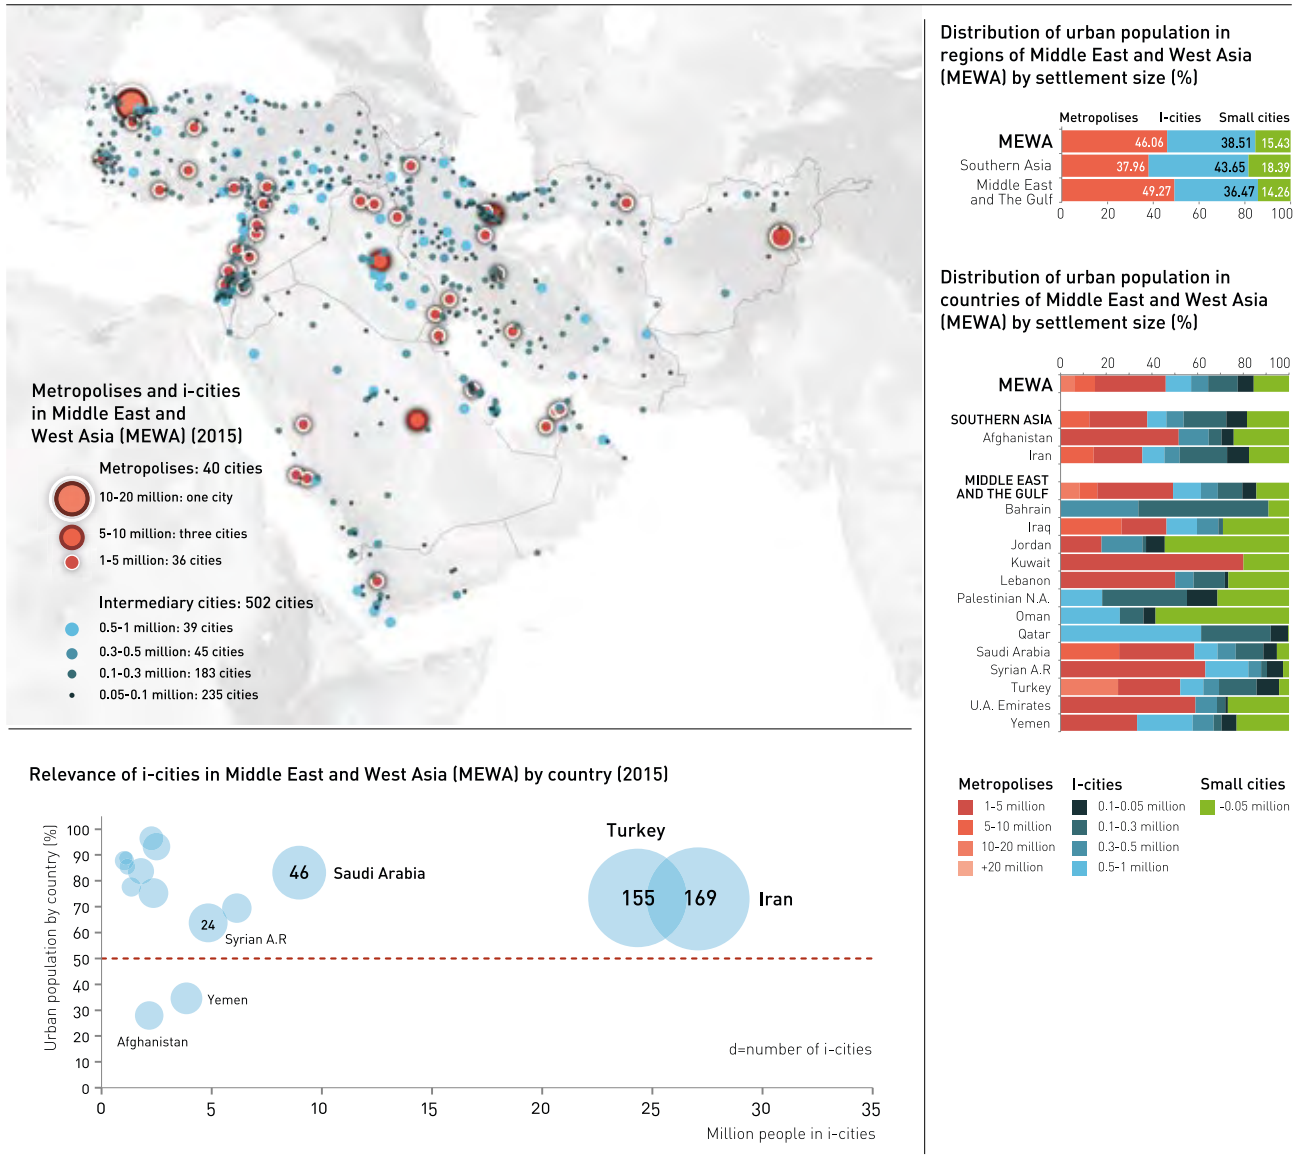 Metropolises and i-cities
in Middle East and
West Asia (MEWA) (2015)
Metropolises: 40 cities
10-20 million: one city
5-10 million: three cities
1-5 million: 36 cities
Intermediary cities: 502 cities
0.5-1 million: 39 cities
0.3-0.5 million: 45 cities
0.1-0.3 million: 183 cities
0.05-0.1 million: 235 cities
Distribution of urban population in
regions of Middle East and West Asia
(MEWA) by settlement size (%)
Metropolises I-cities Small cities
MEWA 46.06 38.51 15.43
Southern Asia 37.96 43.65 18.39
Middle East
and The Gulf 49.27 36.47 14.26
0 20 40 60 80 100
Distribution of urban population in
countries of Middle East and West Asia
(MEWA) by settlement size (%)
0 20 40 60 80 100
MEWA
SOUTHERN ASIA
Afghanistan
Iran
MIDDLE EAST
AND THE GULF
Bahrain
Iraq
Jordan
Kuwait
Lebanon
Palestinian N.A.
Oman
Qatar
Saudi Arabia
Syrian A.R
Turkey
U.A. Emirates
Yemen
Metropolises I-cities Small cities
1-5 million 0.1-0.05 million -0.05 million
5-10 million 0.1-0.3 million
10-20 million 0.3-0.5 million
+20 million 0.5-1 million
Relevance of i-cities in Middle East and West Asia (MEWA) by country (2015)
Urban population by country (%)
100
90
80
70
60
50
40
30
20
10
0
Turkey
46 Saudi Arabia
155 169 Iran
24
Syrian A.R
Yemen
Afghanistan
d=number of i-cities
0 5 10 15 20 25 30 35
Million people in i-cities